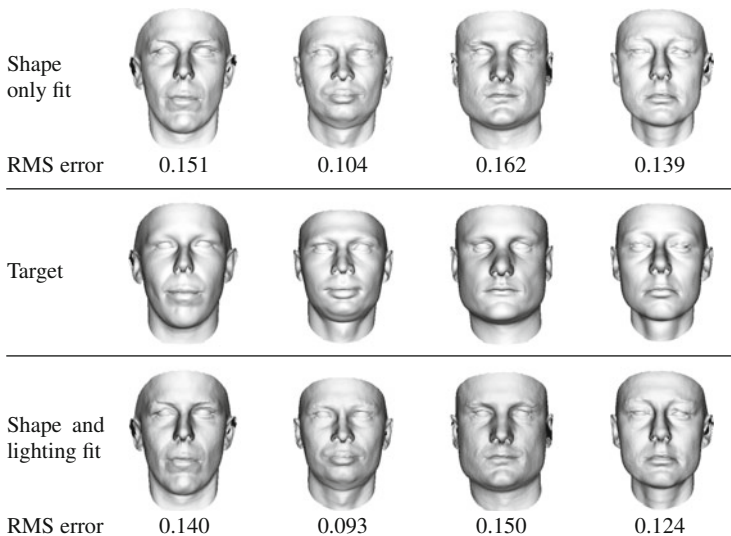 Shape
only fit
RMS error 0.151 0.104 0.162 0.139
Target
Shape and
lighting fit
RMS error 0.140 0.093 0.150 0.124